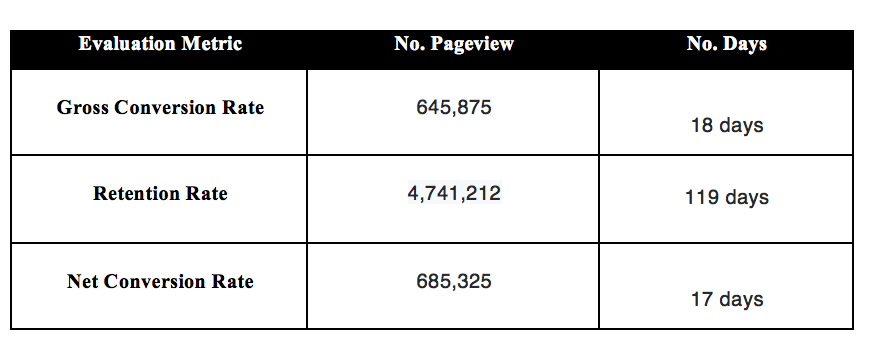 Evaluation Metric No. Pageview No. Days
Gross Conversion Rate 645,875 18 days
Retention Rate 4,741,212 119 days
Net Conversion Rate 685,325 17 days